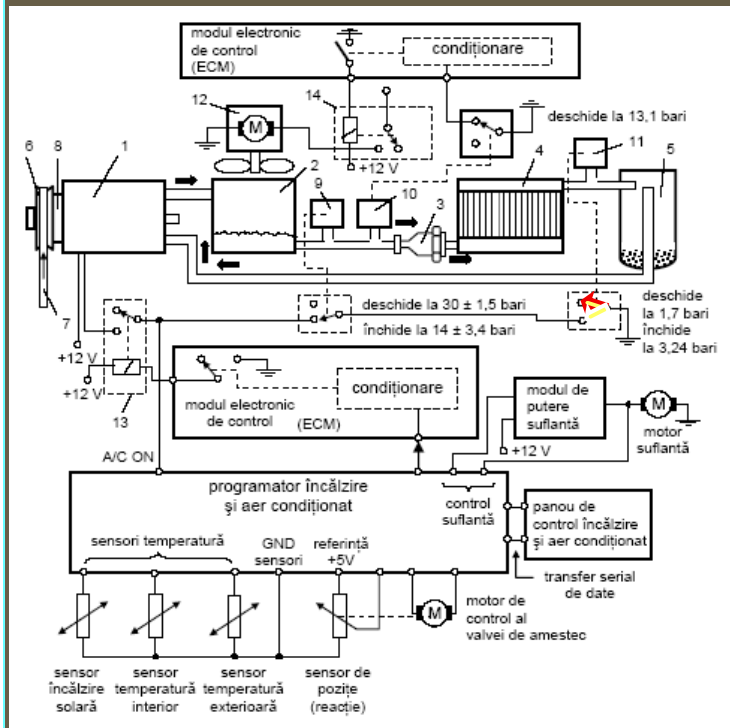 modul electronic
de control
(ECM)
condiționare
12
14
M
+12 V
deschide la 13,1 bari
6
8
1
2
9
10
3
4
11
5
7
+12 V
+12 V
13
deschide la 30 ± 1,5 bari
închide la 14 ± 3,4 bari
deschide
la 1,7 bari
închide
la 3,24 bari
modul electronic
de control
(ECM)
condiționare
modul de
putere
suflantă
+12 V
M
motor
suflantă
A/C ON
programator încălzire
și aer condiționat
control
suflantă
panou de
control încălzire
și aer condiționat
sensori temperatură
GND
sensori
referință
+5V
transfer serial
de date
M
motor de
control al
valvei de amestec
sensor
încălzire
solară
sensor
temperatură
interior
sensor
temperatură
exterioară
sensor de
pozițe
(reacție)